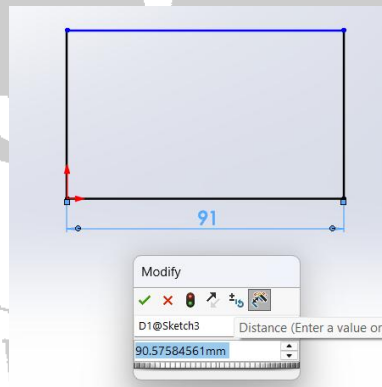 91
Modify
D1@Sketch3
Distance (Enter a value or
90.57584561mm